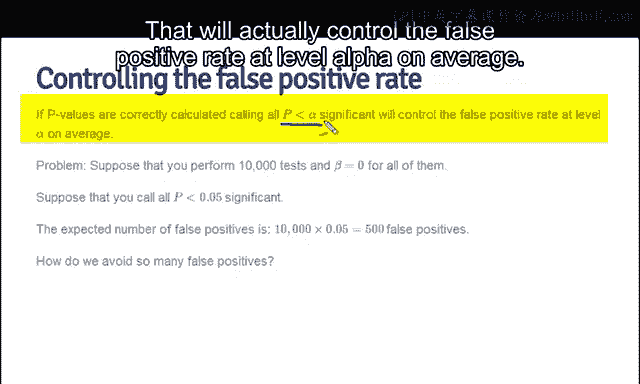 That will actually control the false
positive rate at level alpha on average.
Controlling the false positive rate
If P-values are correctly calculated calling all P < α significant will control the false positive rate at level
α on average.
Problem: Suppose that you perform 10,000 tests and β = 0 for all of them.
Suppose that you call all P < 0.05 significant.
The expected number of false positives is: 10,000 × 0.05 = 500 false positives.
How do we avoid so many false positives?